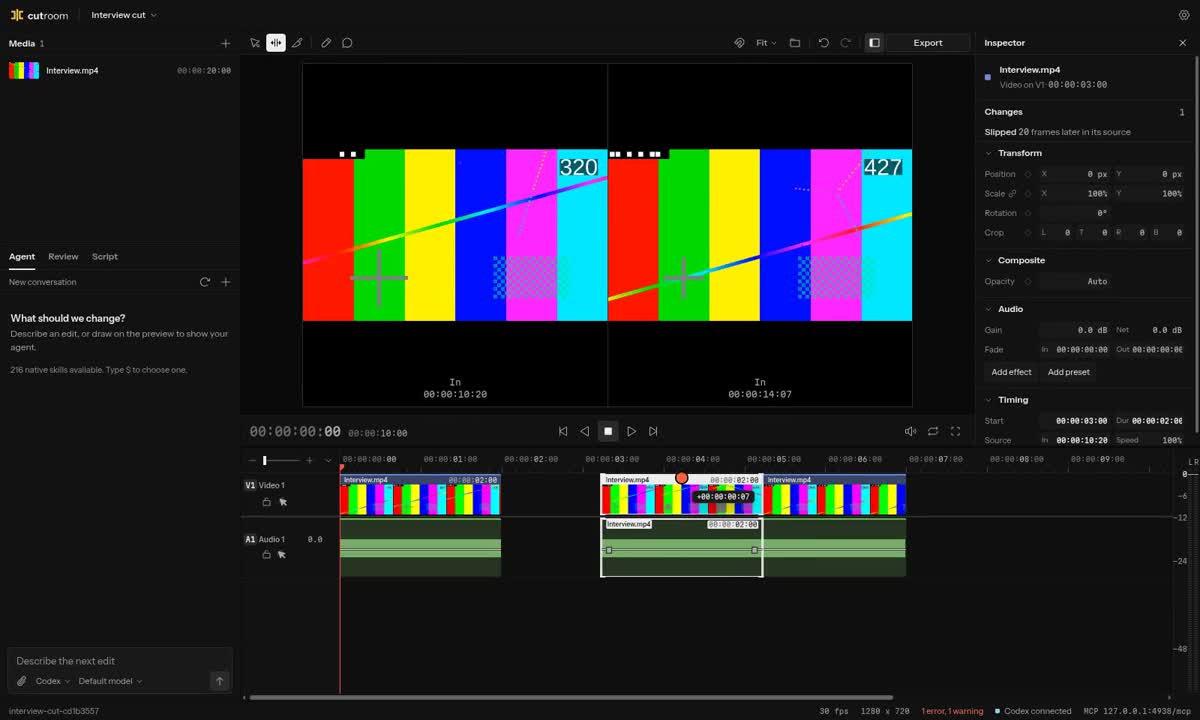 cutroom Interview cut
Media 1
Interview.mp4 00:00:20:00
Agent Review Script
New conversation
What should we change?
Describe an edit, or draw on the preview to show your
agent.
216 native skills available. Type $ to choose one.
Describe the next edit
Codex Default model
interview-cut-cd1b3557
Fit Export
320 427
In In
00:00:10:20 00:00:14:07
00:00:00:00 00:00:10:00
00:00:00:00 00:00:01:00 00:00:02:00 00:00:03:00 00:00:04:00 00:00:05:00 00:00:06:00 00:00:07:00 00:00:08:00 00:00:09:00
V1 Video 1
Interview.mp4 00:00:02:00 Interview.mp4 00:00:02:00 Interview.mp4
+00:00:00:07
A1 Audio 1 0.0
Interview.mp4 00:00:02:00
Inspector
Interview.mp4
Video on V1·00:00:03:00
Changes 1
Slipped 20 frames later in its source
Transform
Position X 0 px Y 0 px
Scale X 100% Y 100%
Rotation 0°
Crop L 0 T 0 R 0 B 0
Composite
Opacity Auto
Audio
Gain 0.0 dB Net 0.0 dB
Fade In 00:00:00:00 Out 00:00:00:00
Add effect Add preset
Timing
Start 00:00:03:00 Dur 00:00:02:00
Source In 00:00:10:20 Speed 100%
L R
0
-6
-12
-24
-48
30 fps 1280 x 720 1 error, 1 warning Codex connected MCP 127.0.0.1:4938/mcp